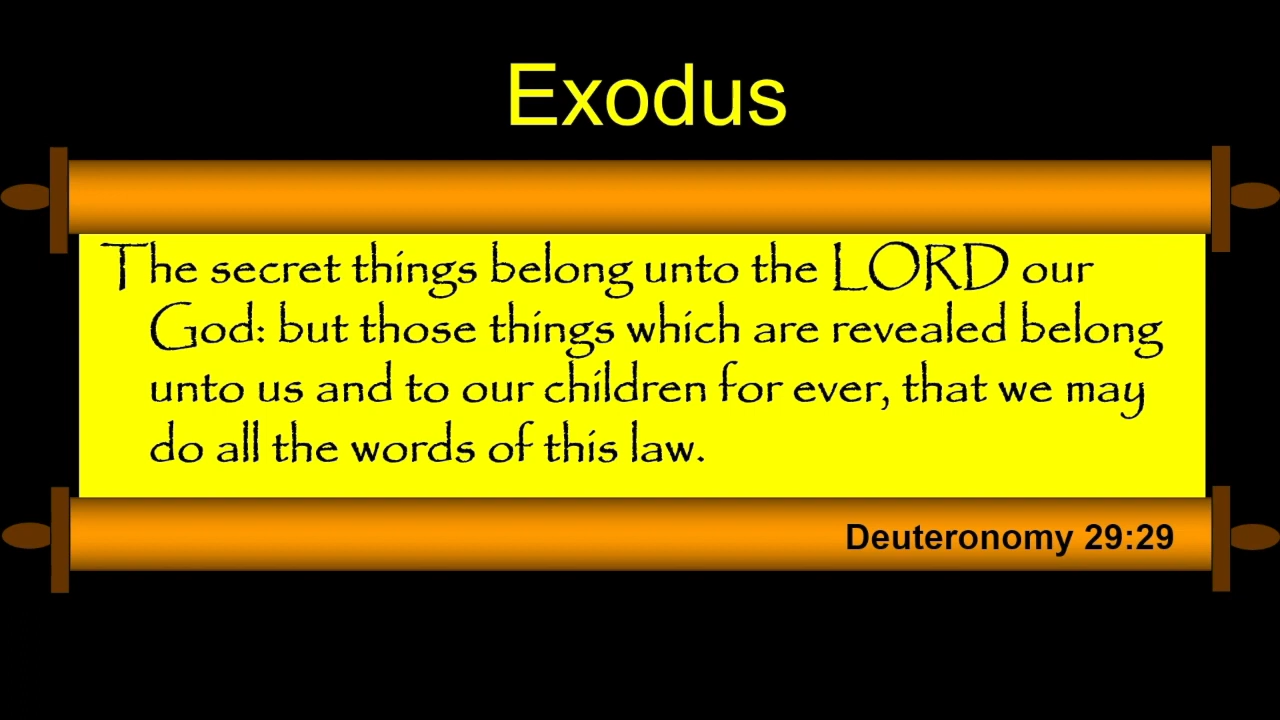 Exodus
The secret things belong unto the LORD our
God: but those things which are revealed belong
unto us and to our children for ever, that we may
do all the words of this law.
Deuteronomy 29:29